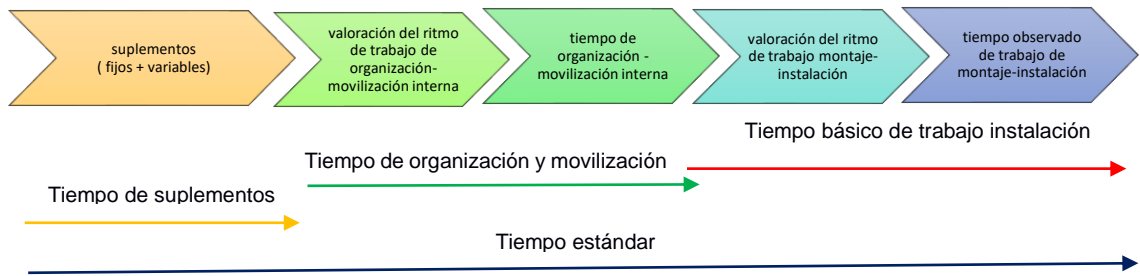 suplementos
( fijos + variables)
valoración del ritmo
de trabajo de
organización-
movilización interna
tiempo de
organización -
movilización interna
valoración del ritmo
de trabajo montaje-
instalación
tiempo observado
de trabajo de
montaje-instalación
Tiempo básico de trabajo instalación
Tiempo de organización y movilización
Tiempo de suplementos
Tiempo estándar